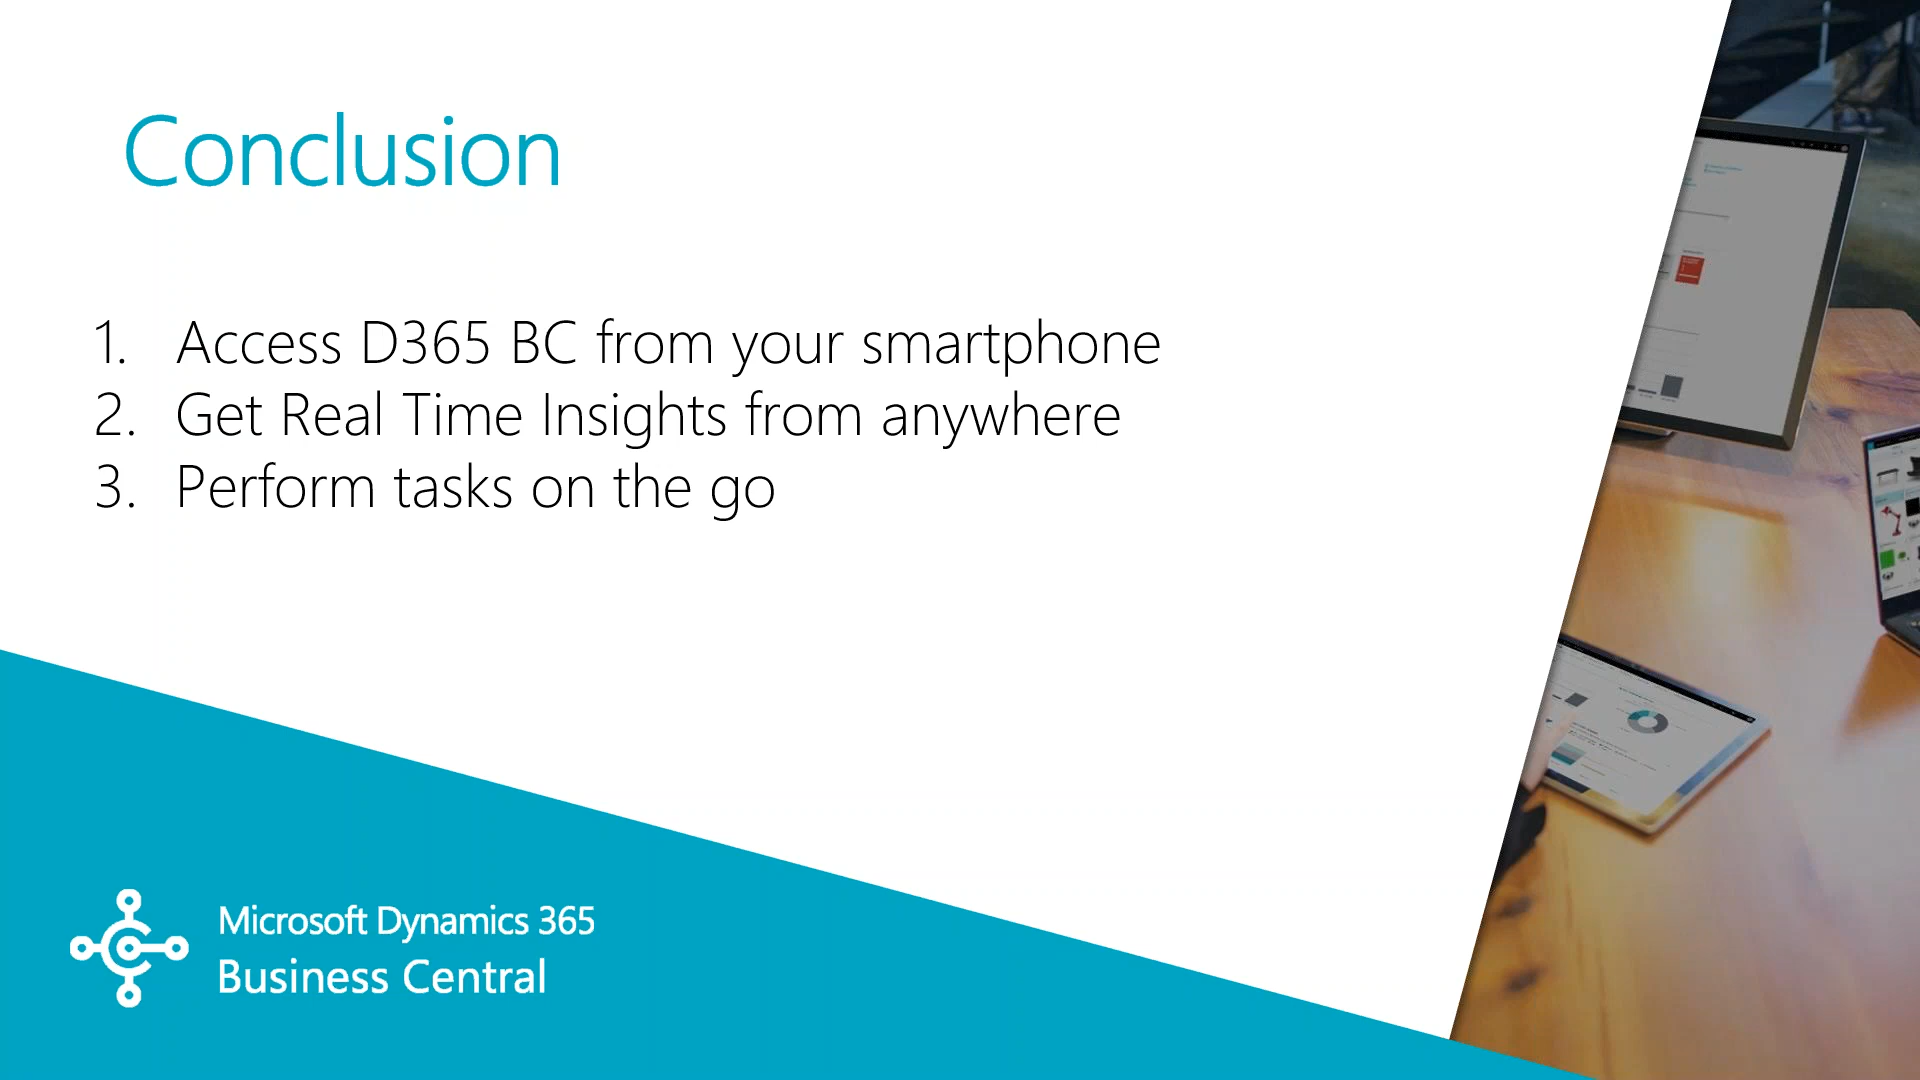 Conclusion
1. Access D365 BC from your smartphone
2. Get Real Time Insights from anywhere
3. Perform tasks on the go
Microsoft Dynamics 365
Business Central